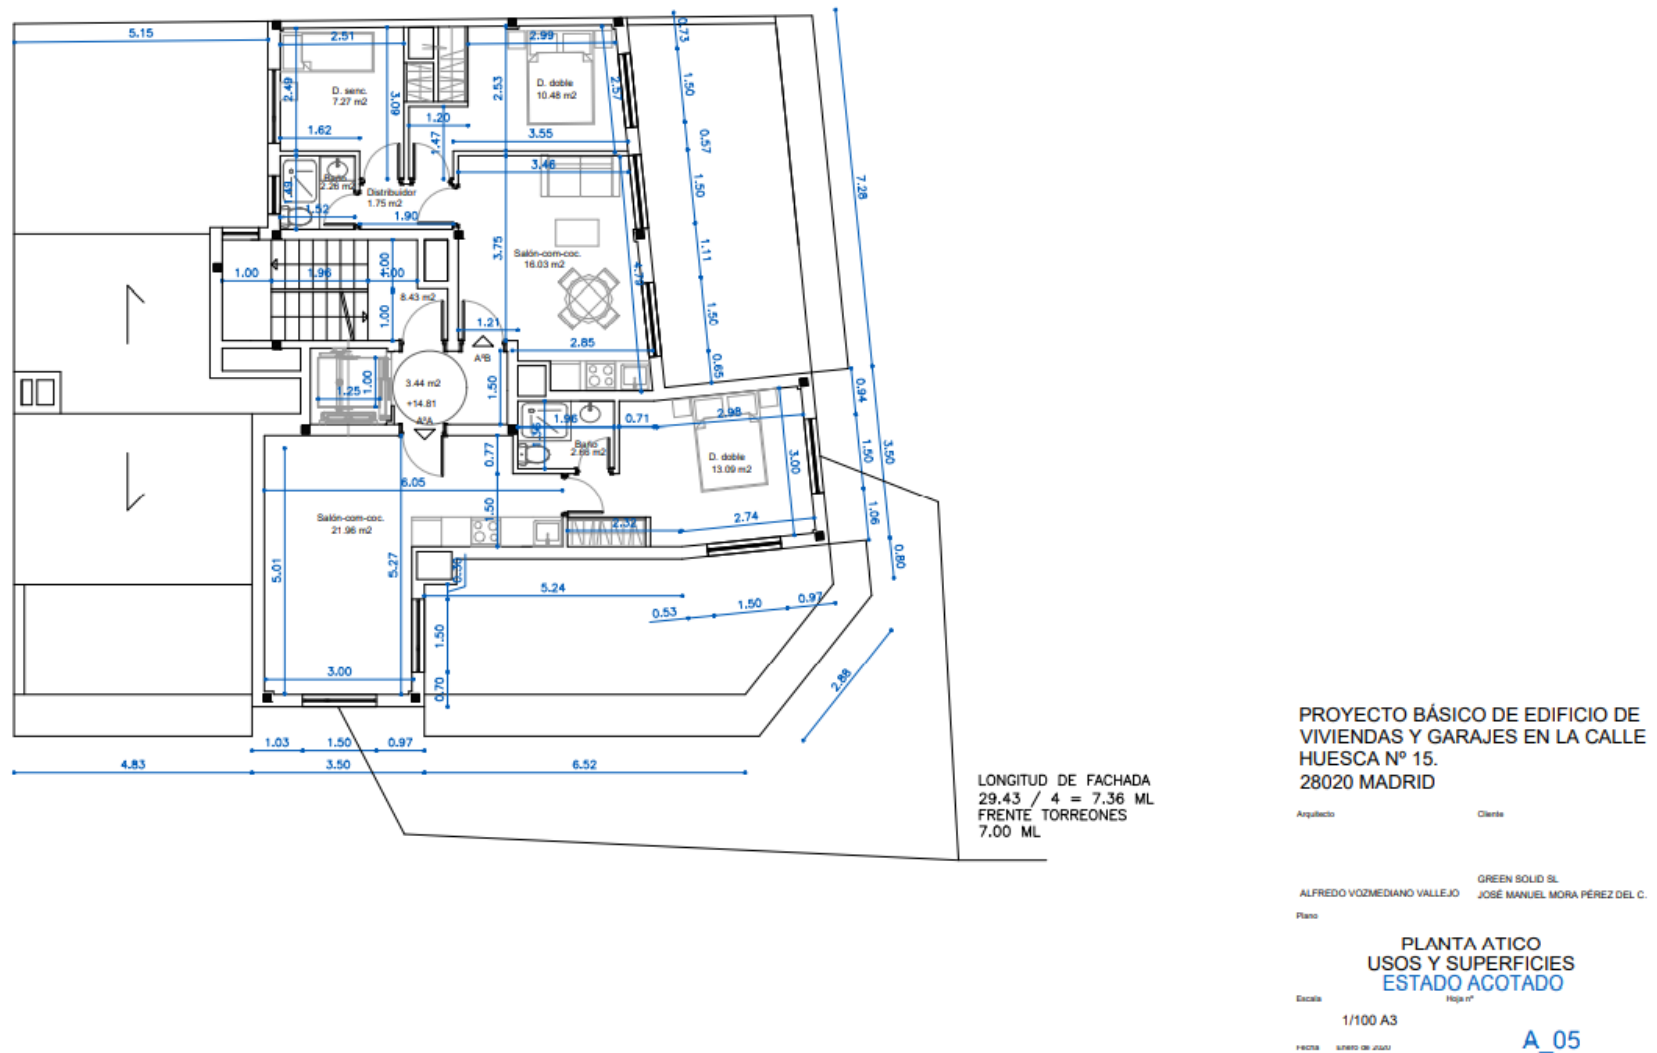 5.15
2.51
2.99
0.73
2.49
D. senc.
7.27 m2
3.09
2.53
D. doble
10.48 m2
2.57
1.50
1.62
1.20
1.47
3.55
0.57
3.46
1.50
7.28
Baño
2.26 m2
1.49
Distribuidor
1.75 m2
1.52
1.90
3.75
Salón-com-coc.
16.03 m2
4.79
1.11
1.00
1.96
1.00
1.00
8.43 m2
1.00
1.50
1.21
2.85
AºB
0.65
3.44 m2
+14.81
AºA
1.25
1.00
1.50
0.94
1.96
0.71
2.98
Baño
2.66 m2
D. doble
13.09 m2
3.00
1.50
3.50
0.77
6.05
1.50
Salón-com-coc.
21.96 m2
2.32
2.74
1.06
0.80
5.01
5.27
5.24
0.53
1.50
0.97
1.50
3.00
0.70
2.88
1.03
1.50
0.97
4.83
3.50
6.52
LONGITUD DE FACHADA
29.43 / 4 = 7.36 ML
FRENTE TORREONES
7.00 ML
PROYECTO BÁSICO DE EDIFICIO DE
VIVIENDAS Y GARAJES EN LA CALLE
HUESCA Nº 15.
28020 MADRID
Arquitecto
Cliente
GREEN SOLID SL
ALFREDO VOZMEDIANO VALLEJO
JOSÉ MANUEL MORA PÉREZ DEL C.
Plano
PLANTA ATICO
USOS Y SUPERFICIES
ESTADO ACOTADO
Escala
Hoja nº
1/100 A3
Fecha Enero de 2020
A_05